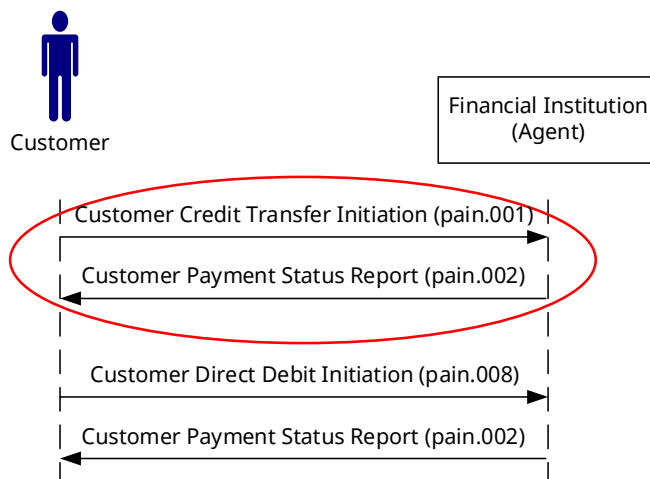 Customer
Financial Institution
(Agent)
Customer Credit Transfer Initiation (pain.001)
Customer Payment Status Report (pain.002)
Customer Direct Debit Initiation (pain.008)
Customer Payment Status Report (pain.002)